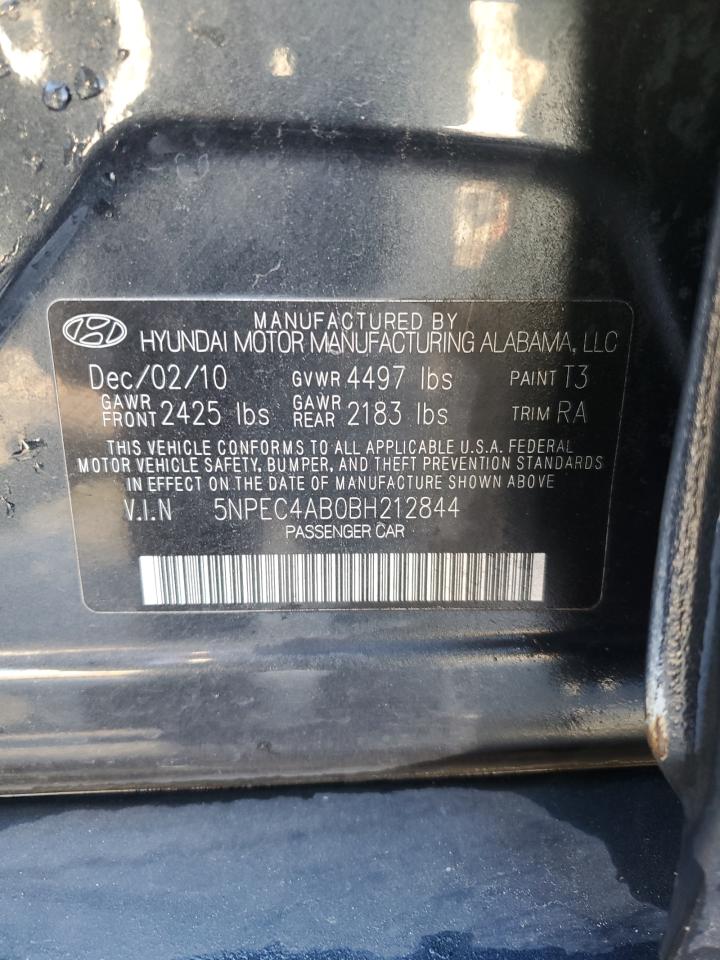 MANUFACTURED BY
HYUNDAI MOTOR MANUFACTURING ALABAMA, LLC
Dec/02/10 GVWR 4497 lbs PAINT T3
GAWR FRONT 2425 lbs GAWR REAR 2183 lbs TRIM RA
THIS VEHICLE CONFORMS TO ALL APPLICABLE U.S.A. FEDERAL
MOTOR VEHICLE SAFETY, BUMPER, AND THEFT PREVENTION STANDARDS
IN EFFECT ON THE DATE OF MANUFACTURE SHOWN ABOVE.
V.I.N 5NPEC4AB0BH212844
PASSENGER CAR